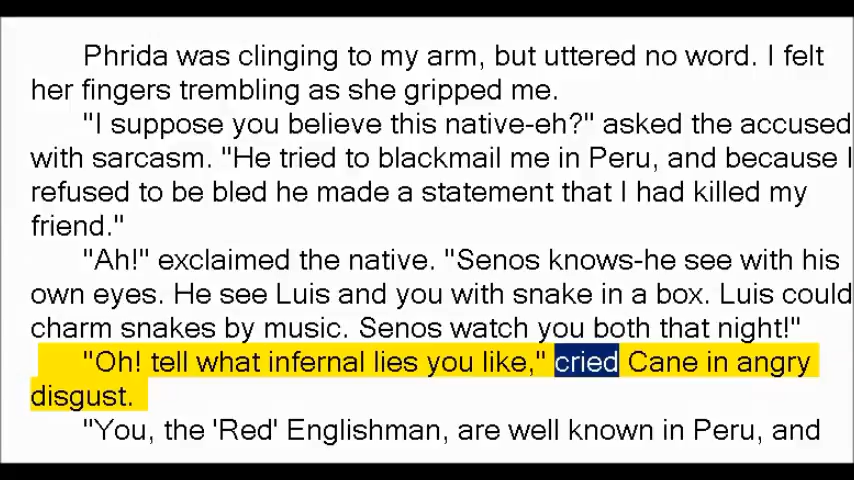 Phrida was clinging to my arm, but uttered no word. I felt
her fingers trembling as she gripped me.
"I suppose you believe this native-eh?" asked the accused
with sarcasm. "He tried to blackmail me in Peru, and because I
refused to be bled he made a statement that I had killed my
friend."
"Ah!" exclaimed the native. "Senos knows-he see with his
own eyes. He see Luis and you with snake in a box. Luis could
charm snakes by music. Senos watch you both that night!"
"Oh! tell what infernal lies you like," cried Cane in angry
disgust.
"You, the 'Red' Englishman, are well known in Peru, and